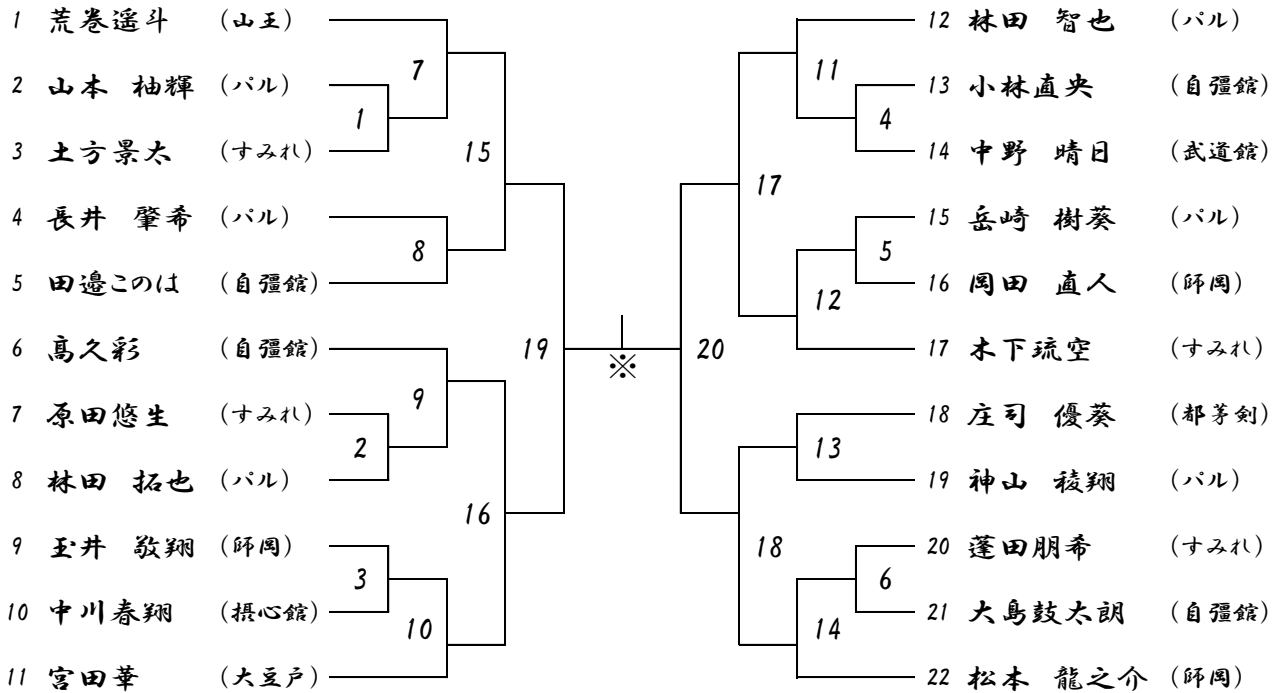 1 荒巻遥斗 (山王)
2 山本 柚輝 (パル)
3 土方景太 (すみれ)
4 長井 肇希 (パル)
5 田邉このは (自彊館)
6 髙久彩 (自彊館)
7 原田悠生 (すみれ)
8 林田 拓也 (パル)
9 玉井 敬翔 (師岡)
10 中川春翔 (摂心館)
11 宮田華 (大豆戸)
7
1
15
8
19
9
2
16
3
10
※
12 林田 智也 (パル)
13 小林直央 (自彊館)
14 中野 晴日 (武道館)
15 岳崎 樹葵 (パル)
16 岡田 直人 (師岡)
17 木下琉空 (すみれ)
18 庄司 優葵 (都茅剣)
19 神山 稜翔 (パル)
20 蓬田朋希 (すみれ)
21 大島鼓太朗 (自彊館)
22 松本 龍之介 (師岡)
11
4
17
5
12
20
13
18
6
14